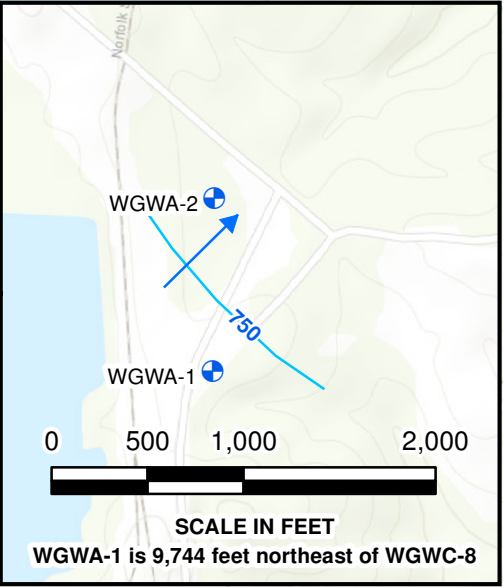 Norfolk S
WGWA-2
750
WGWA-1
0 500 1,000 2,000
SCALE IN FEET
WGWA-1 is 9,744 feet northeast of WGWC-8